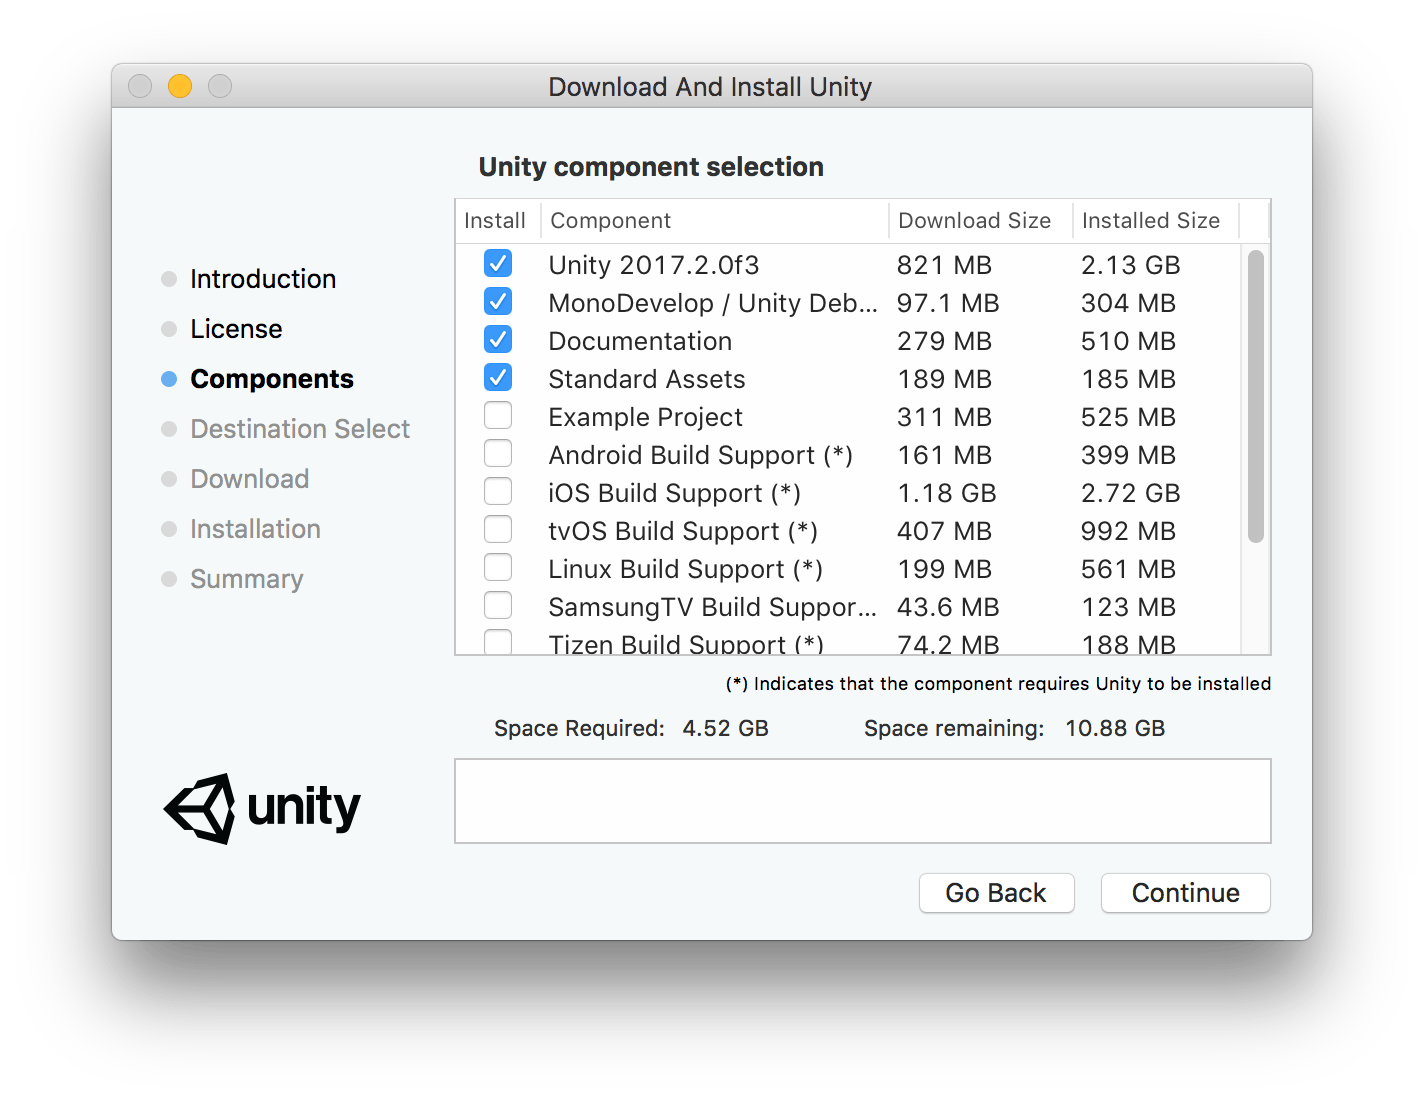 Download And Install Unity
Unity component selection
Introduction
License
Components
Destination Select
Download
Installation
Summary
Install Component Download Size Installed Size
Unity 2017.2.0f3 821 MB 2.13 GB
MonoDevelop / Unity Deb... 97.1 MB 304 MB
Documentation 279 MB 510 MB
Standard Assets 189 MB 185 MB
Example Project 311 MB 525 MB
Android Build Support (*) 161 MB 399 MB
iOS Build Support (*) 1.18 GB 2.72 GB
tvOS Build Support (*) 407 MB 992 MB
Linux Build Support (*) 199 MB 561 MB
SamsungTV Build Suppor... 43.6 MB 123 MB
Tizen Build Support (*) 74.2 MB 188 MB
(*) Indicates that the component requires Unity to be installed
Space Required: 4.52 GB Space remaining: 10.88 GB
unity
Go Back Continue